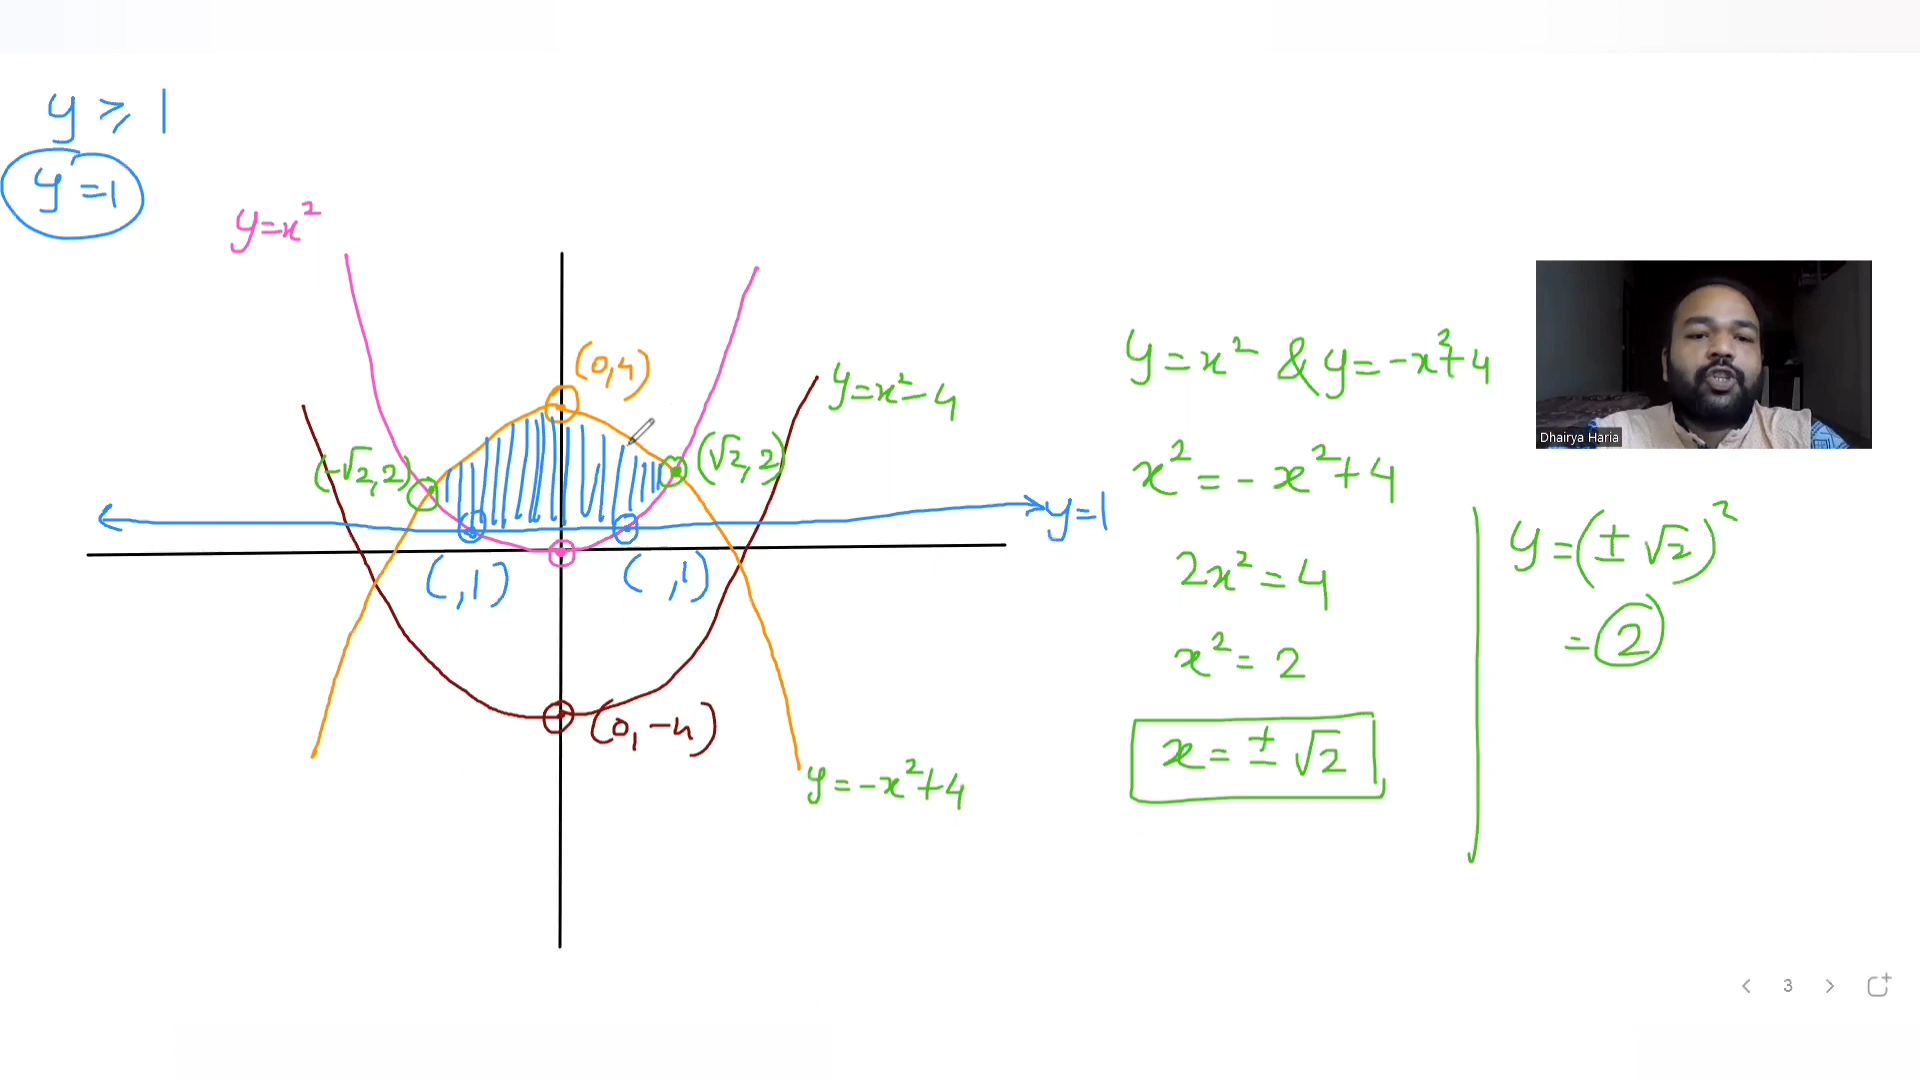 y ⩾ 1
y = 1
y=x²
(0,4)
y=x²-4
(-√2,2)
(√2,2)
y=1
( ,1)
( ,1)
(0,-4)
y=-x²+4
y=x² & y=-x²+4
x² = -x²+4
2x² = 4
x² = 2
x = ± √2
y=(± √2)²
= 2
Dhairya Haria
3